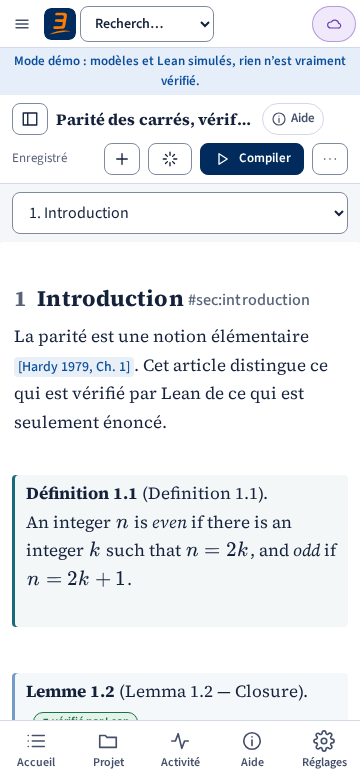 Recherch...
Mode démo : modèles et Lean simulés, rien n'est vraiment
vérifié.
Parité des carrés, vérif...
Aide
Enregistré
Compiler
1. Introduction
1 Introduction #sec:introduction
La parité est une notion élémentaire
[Hardy 1979, Ch. 1]. Cet article distingue ce
qui est vérifié par Lean de ce qui est
seulement énoncé.
Définition 1.1 (Definition 1.1).
An integer n is even if there is an
integer k such that n = 2k, and odd if
n = 2k + 1.
Lemme 1.2 (Lemma 1.2 — Closure).
Accueil
Projet
Activité
Aide
Réglages